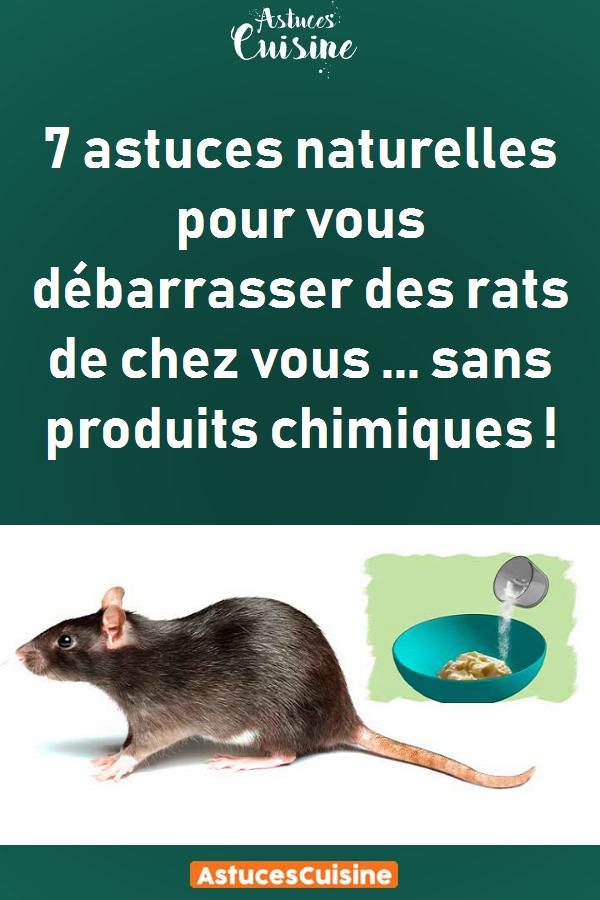 Astuces
Cuisine
7 astuces naturelles
pour vous
débarrasser des rats
de chez vous ... sans
produits chimiques !
AstucesCuisine